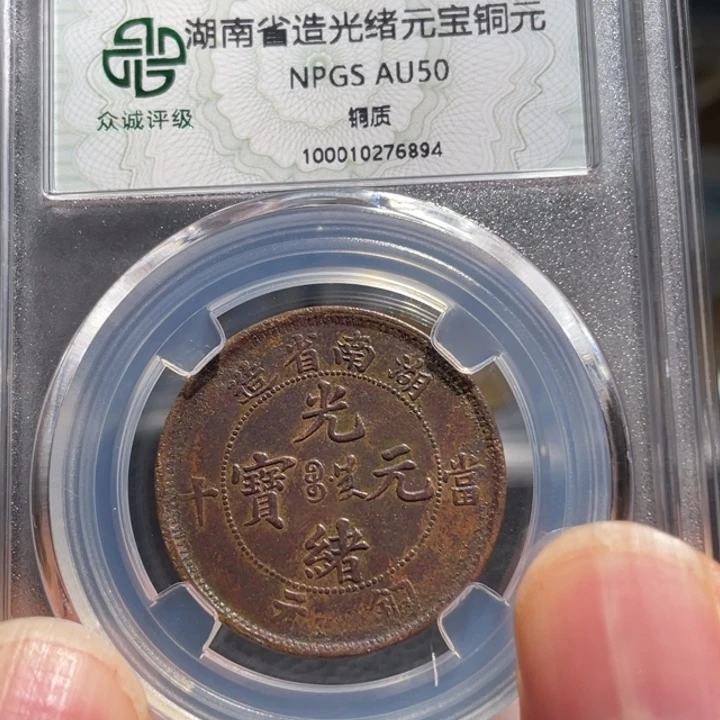 湖南省造光绪元宝铜元
NPGS AU50
众诚评级
铜质
100010276894
湖南省造
光緒元寶
當十
銅元